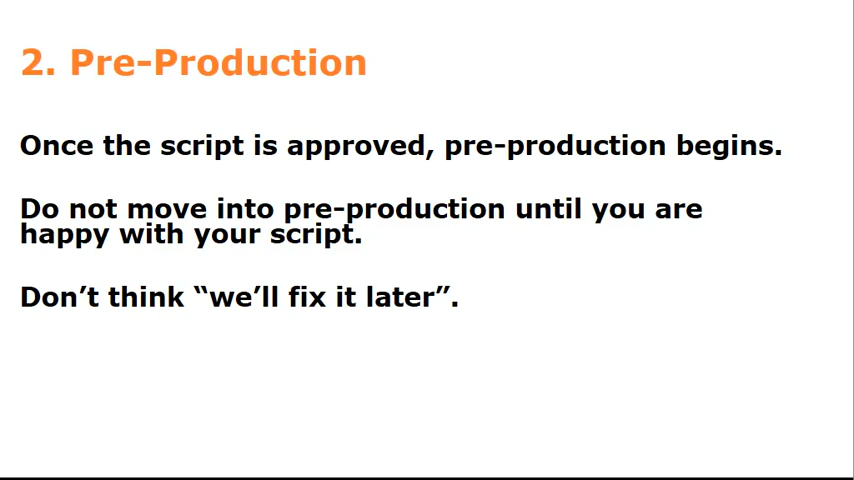 2. Pre-Production
Once the script is approved, pre-production begins.
Do not move into pre-production until you are
happy with your script.
Don’t think “we’ll fix it later”.